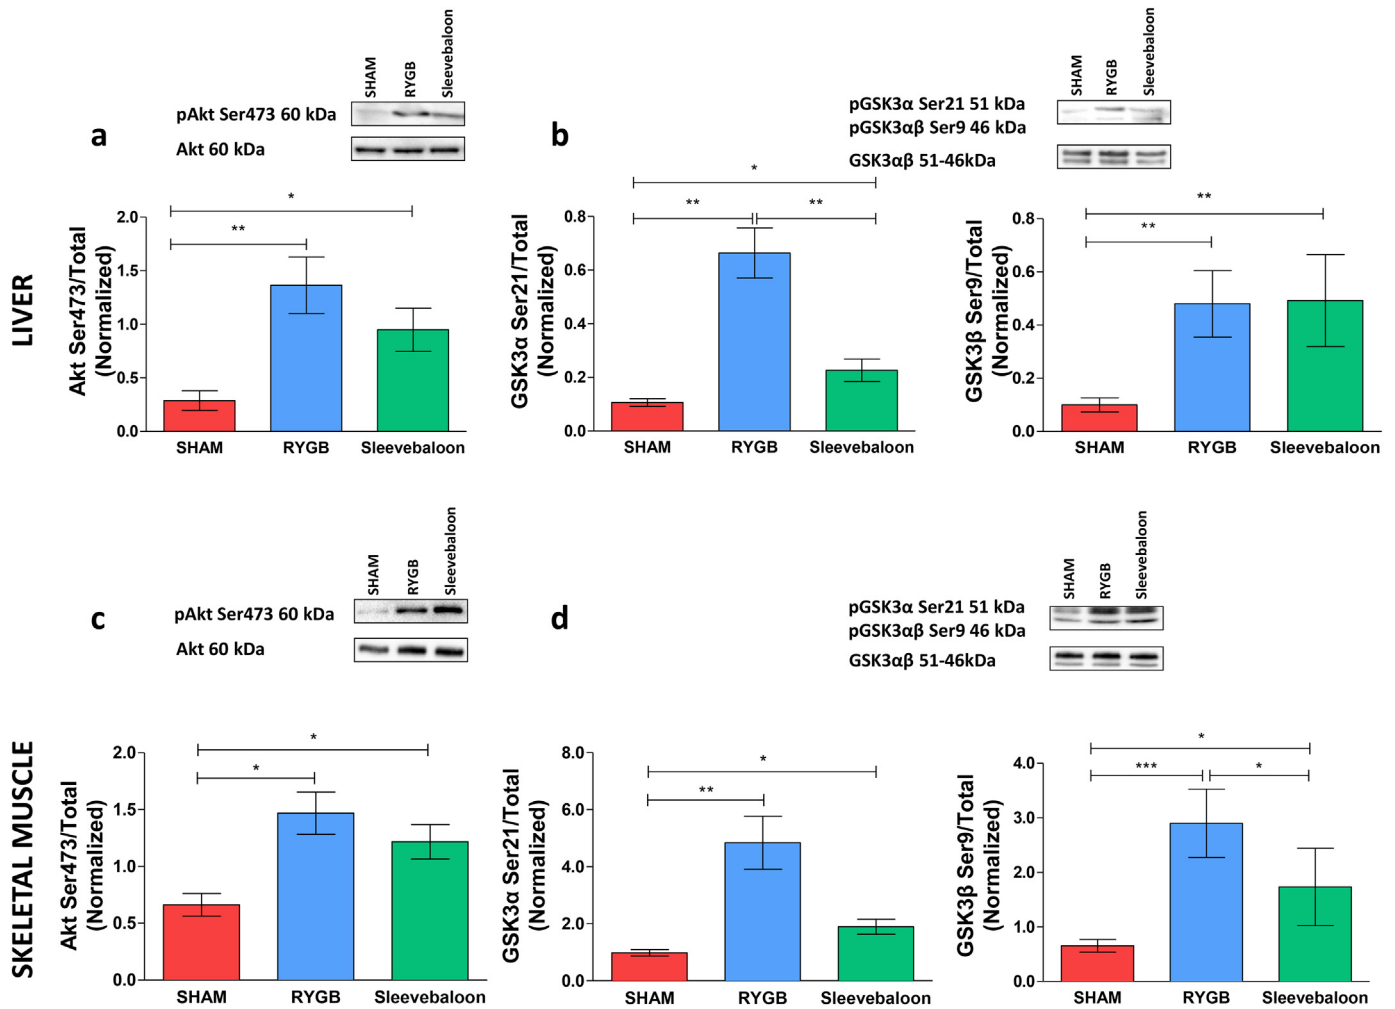 LIVER
a
SHAM
RYGB
Sleevebaloon
pAkt Ser473 60 kDa
Akt 60 kDa
*
**
Akt Ser473/Total
(Normalized)
2.0
1.5
1.0
0.5
0.0
SHAM RYGB Sleevebaloon
b
SHAM
RYGB
Sleevebaloon
pGSK3α Ser21 51 kDa
pGSK3αβ Ser9 46 kDa
GSK3αβ 51-46kDa
*
** **
GSK3α Ser21/Total
(Normalized)
0.8
0.6
0.4
0.2
0.0
SHAM RYGB Sleevebaloon
**
**
GSK3β Ser9/Total
(Normalized)
0.8
0.6
0.4
0.2
0.0
SHAM RYGB Sleevebaloon
SKELETAL MUSCLE
c
SHAM
RYGB
Sleevebaloon
pAkt Ser473 60 kDa
Akt 60 kDa
*
*
Akt Ser473/Total
(Normalized)
2.0
1.5
1.0
0.5
0.0
SHAM RYGB Sleevebaloon
d
SHAM
RYGB
Sleevebaloon
pGSK3α Ser21 51 kDa
pGSK3αβ Ser9 46 kDa
GSK3αβ 51-46kDa
*
**
GSK3α Ser21/Total
(Normalized)
8.0
6.0
4.0
2.0
0.0
SHAM RYGB Sleevebaloon
*
*** *
GSK3β Ser9/Total
(Normalized)
4.0
3.0
2.0
1.0
0.0
SHAM RYGB Sleevebaloon